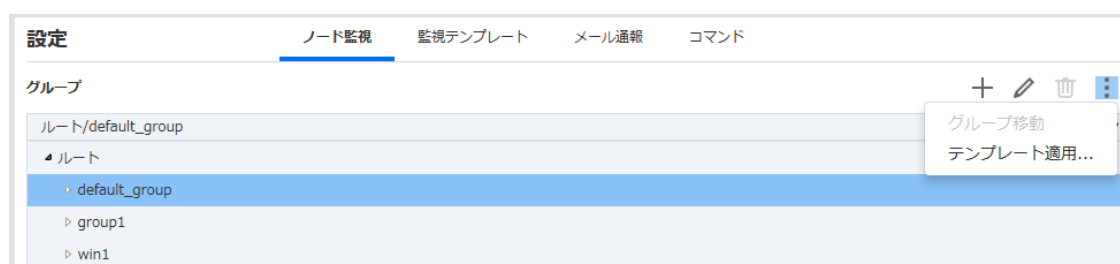 設定 ノード監視 監視テンプレート メール通報 コマンド
グループ
グループ移動
テンプレート適用...
ルート/default_group
ルート
default_group
group1
win1